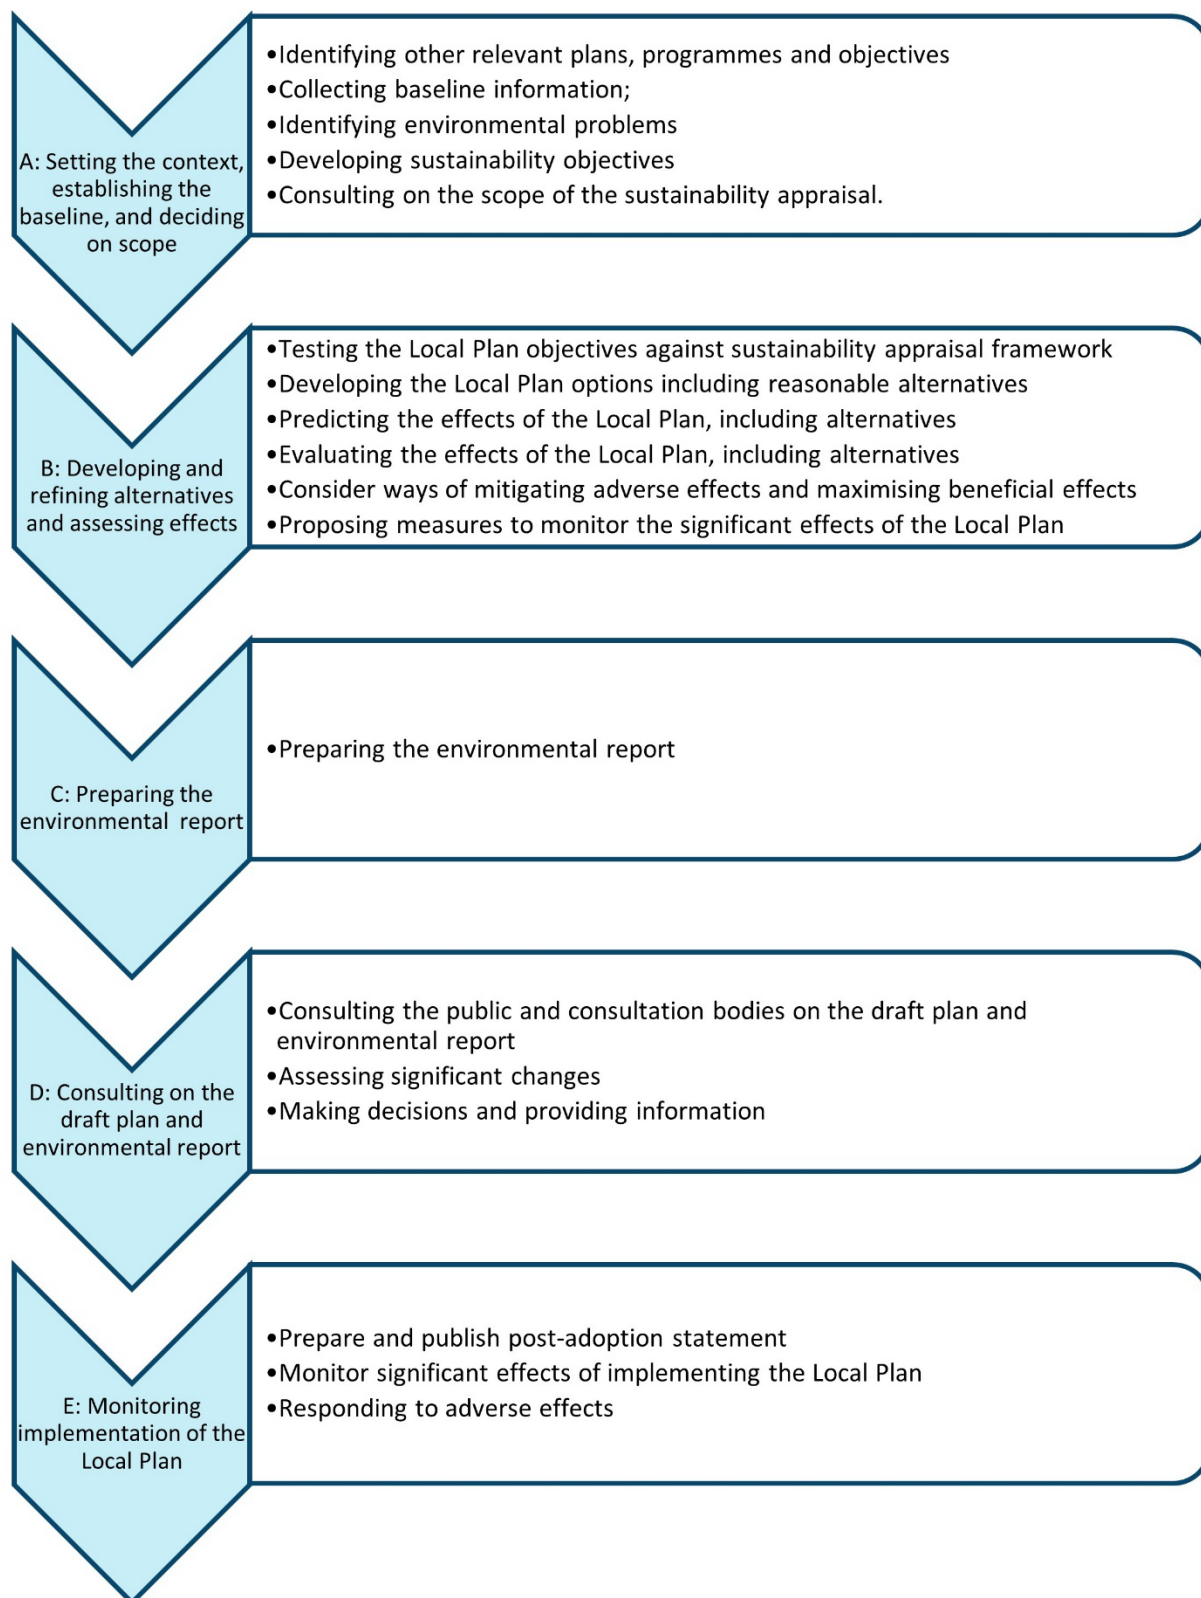 A: Setting the context,
establishing the
baseline, and deciding
on scope
•Identifying other relevant plans, programmes and objectives
•Collecting baseline information;
•Identifying environmental problems
•Developing sustainability objectives
•Consulting on the scope of the sustainability appraisal.
B: Developing and
refining alternatives
and assessing effects
•Testing the Local Plan objectives against sustainability appraisal framework
•Developing the Local Plan options including reasonable alternatives
•Predicting the effects of the Local Plan, including alternatives
•Evaluating the effects of the Local Plan, including alternatives
•Consider ways of mitigating adverse effects and maximising beneficial effects
•Proposing measures to monitor the significant effects of the Local Plan
C: Preparing the
environmental report
•Preparing the environmental report
D: Consulting on the
draft plan and
environmental report
•Consulting the public and consultation bodies on the draft plan and
environmental report
•Assessing significant changes
•Making decisions and providing information
E: Monitoring
implementation of the
Local Plan
•Prepare and publish post-adoption statement
•Monitor significant effects of implementing the Local Plan
•Responding to adverse effects